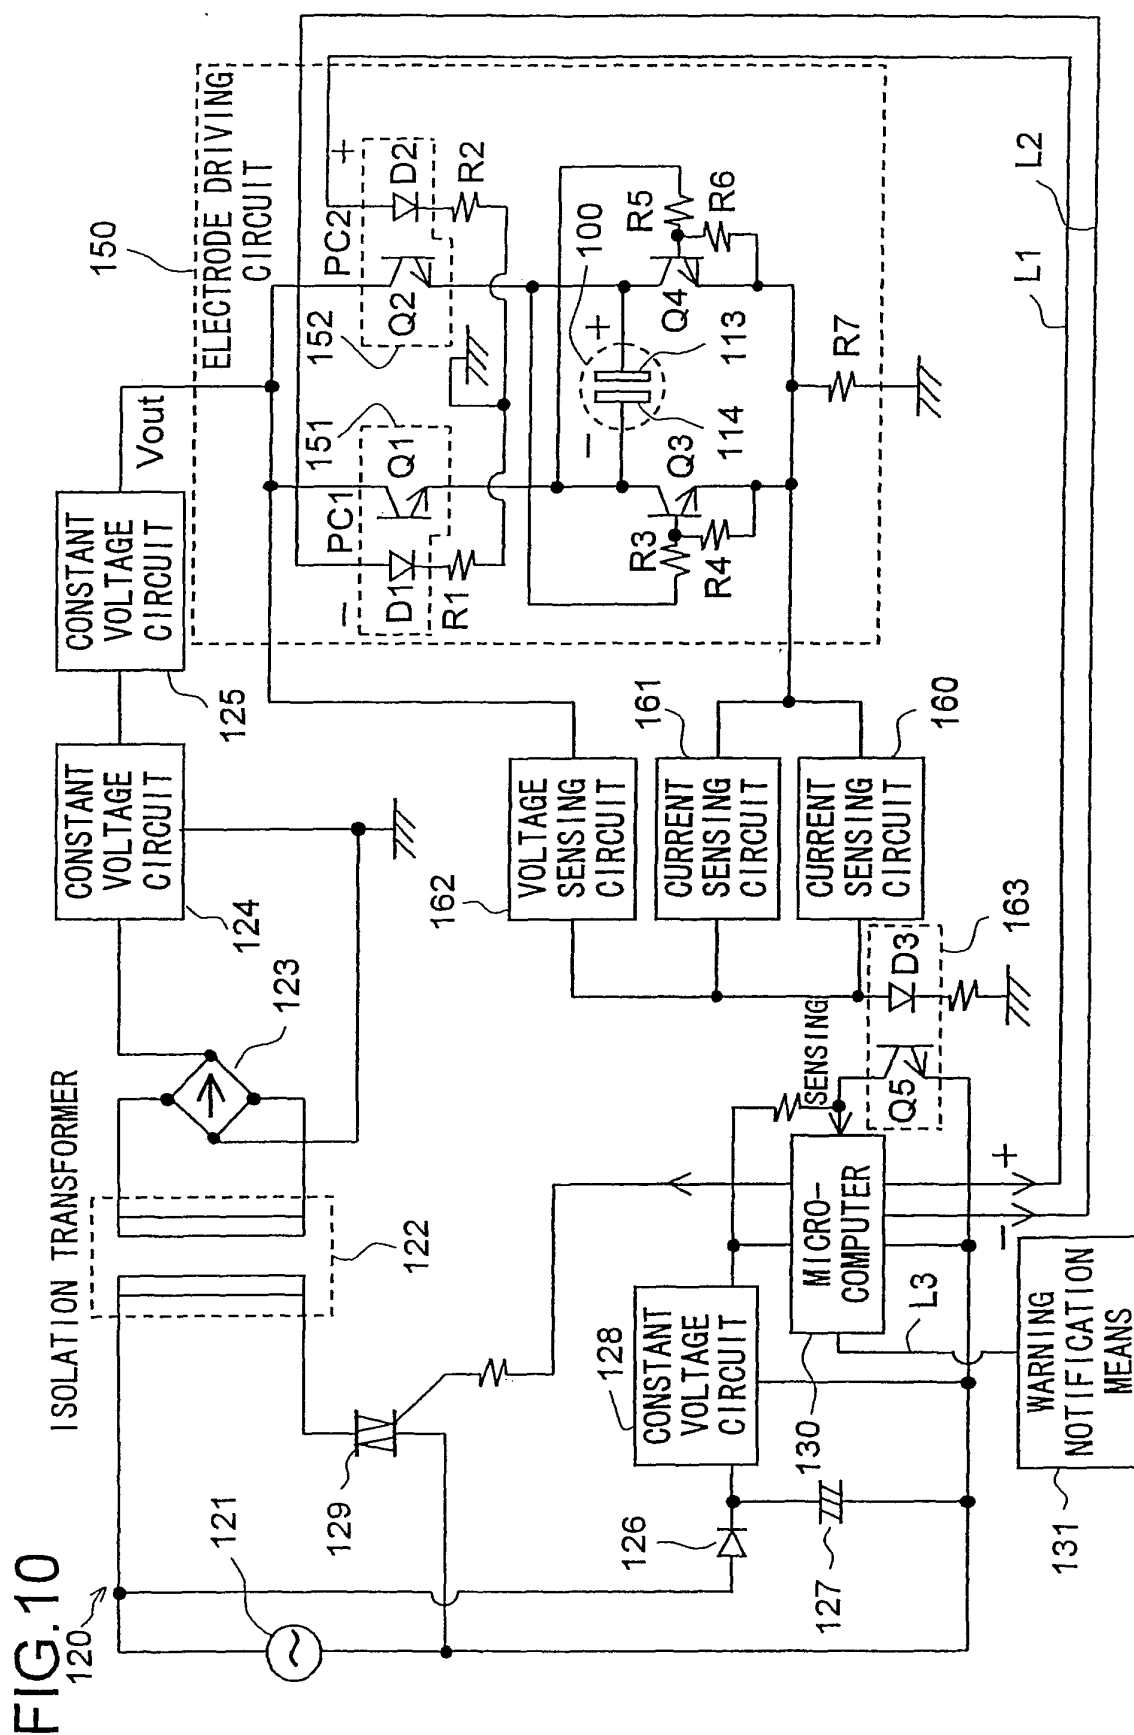 FIG.10
120
121
ISOLATION TRANSFORMER
122
123
129
124
CONSTANT
VOLTAGE
CIRCUIT
125
CONSTANT
VOLTAGE
CIRCUIT
Vout
150
ELECTRODE DRIVING
CIRCUIT
PC1
−
D1
Q1
R1
151
152
PC2
+
D2
Q2
R2
100
+
−
113
114
R3
R4
Q3
R5
R6
Q4
R7
162
VOLTAGE
SENSING
CIRCUIT
161
CURRENT
SENSING
CIRCUIT
160
CURRENT
SENSING
CIRCUIT
163
D3
Q5
SENSING
126
127
128
CONSTANT
VOLTAGE
CIRCUIT
130
MICRO-
COMPUTER
+
−
L1
L2
L3
131
WARNING
NOTIFICATION
MEANS